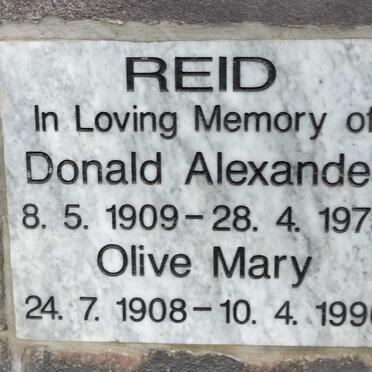 REID
In Loving Memory of
Donald Alexande
8. 5. 1909 – 28. 4. 197
Olive Mary
24. 7. 1908 – 10. 4. 199